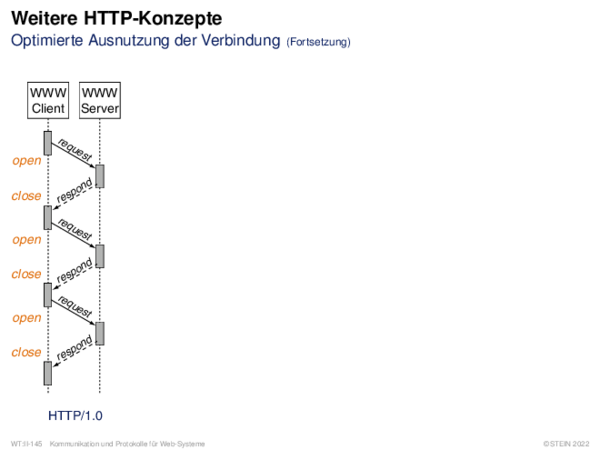 Weitere HTTP-Konzepte
Optimierte Ausnutzung der Verbindung (Fortsetzung)
WWW Client
WWW Server
request
open
respond
close
request
open
respond
close
request
open
respond
close
HTTP/1.0
WT:II-145 Kommunikation und Protokolle für Web-Systeme ©STEIN 2022